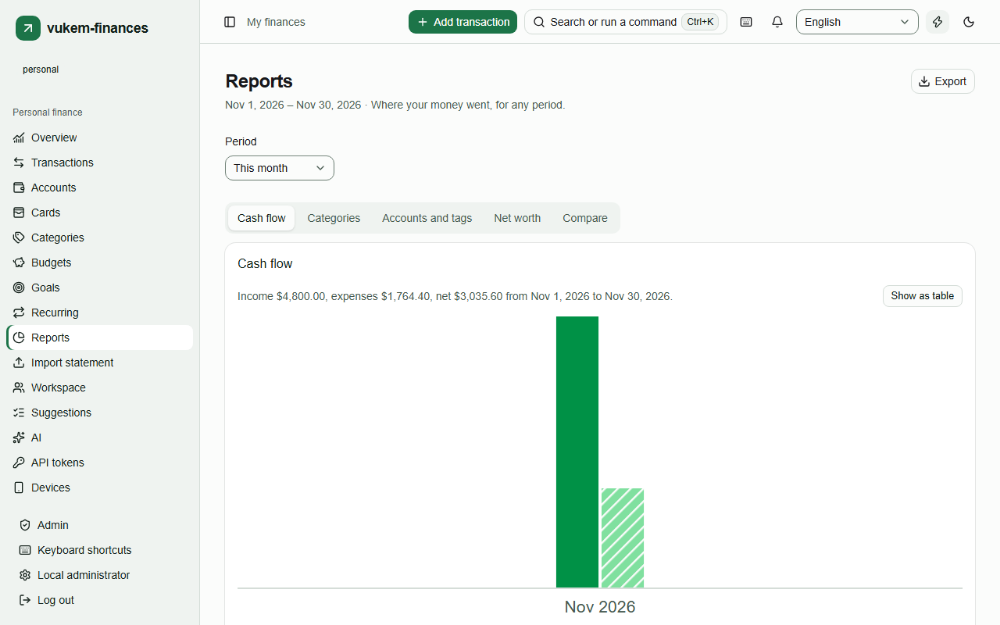 vukem-finances
personal
Personal finance
Overview
Transactions
Accounts
Cards
Categories
Budgets
Goals
Recurring
Reports
Import statement
Workspace
Suggestions
AI
API tokens
Devices
Admin
Keyboard shortcuts
Local administrator
Log out
My finances
Add transaction
Search or run a command Ctrl+K
English
Reports
Export
Nov 1, 2026 – Nov 30, 2026 · Where your money went, for any period.
Period
This month
Cash flow Categories Accounts and tags Net worth Compare
Cash flow
Income $4,800.00, expenses $1,764.40, net $3,035.60 from Nov 1, 2026 to Nov 30, 2026.
Show as table
Nov 2026